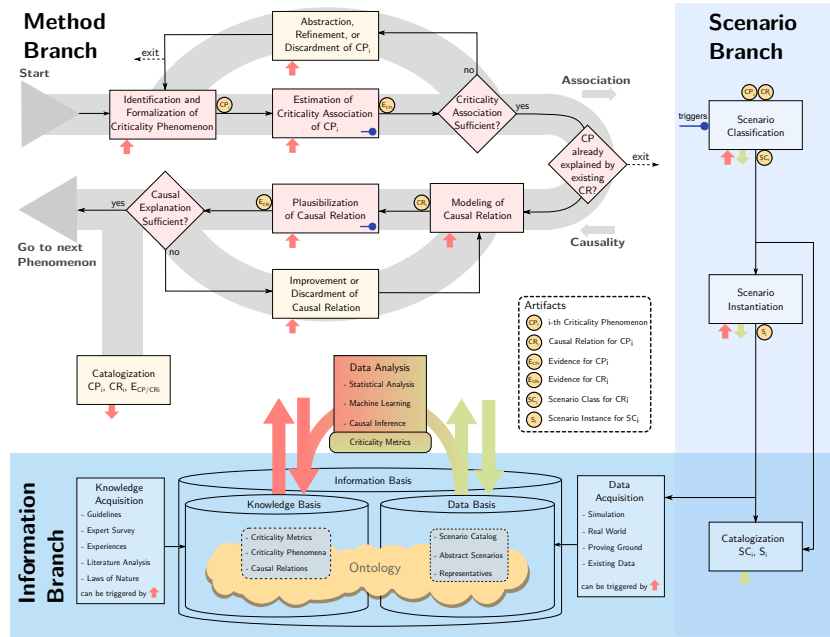 Method
Branch
Scenario
Branch
Information
Branch
Start
exit
Abstraction,
Refinement, or
Discardment of CPi
Identification and
Formalization of
Criticality Phenomenon
CPi
Estimation of
Criticality Association
of CPi
ECPi
no
Criticality
Association
Sufficient?
yes
Association
CP
already
explained by
existing
CR?
exit
Causality
Modeling of
Causal Relation
CRi
Plausibilization
of Causal Relation
ECRi
Causal
Explanation
Sufficient?
yes
no
Go to next
Phenomenon
Improvement or
Discardment of
Causal Relation
Catalogization
CPi, CRi, ECP/CRi
Artifacts
CPi i-th Criticality Phenomenon
CRi Causal Relation for CPi
ECPi Evidence for CPi
ECRi Evidence for CRi
SCi Scenario Class for CRi
Si Scenario Instance for SCi
CPi CRi
triggers
Scenario
Classification
SCi
Scenario
Instantiation
Si
Catalogization
SCi, Si
Data Analysis
- Statistical Analysis
- Machine Learning
- Causal Inference
Criticality Metrics
Knowledge
Acquisition
- Guidelines
- Expert Survey
- Experiences
- Literature Analysis
- Laws of Nature
can be triggered by
Information Basis
Knowledge Basis
- Criticality Metrics
- Criticality Phenomena
- Causal Relations
Ontology
Data Basis
- Scenario Catalog
- Abstract Scenarios
- Representatives
Data
Acquisition
- Simulation
- Real World
- Proving Ground
- Existing Data
can be triggered by